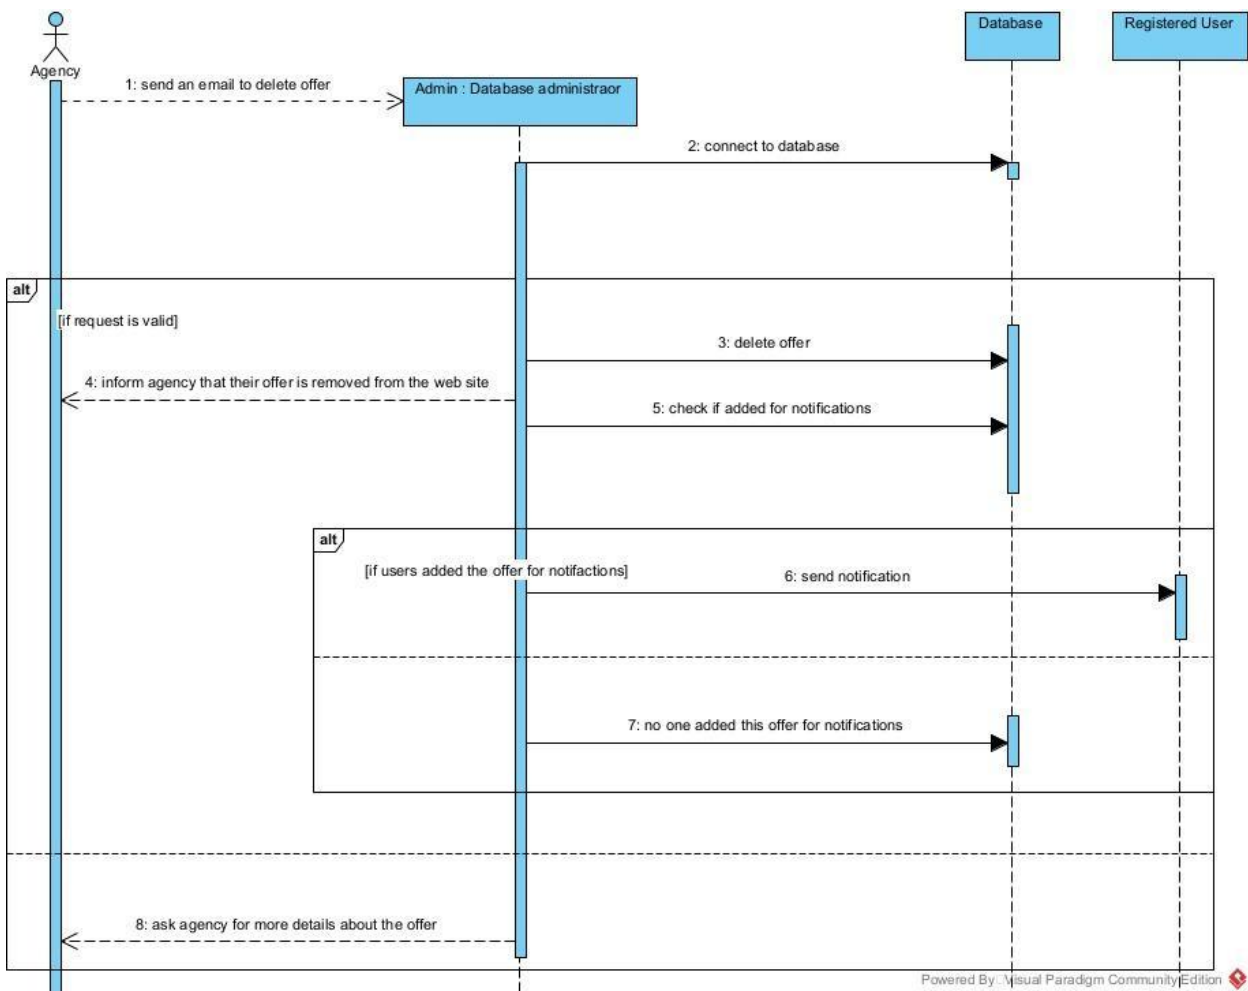 Database
Registered User
Agency
1: send an email to delete offer
Admin : Database administraor
2: connect to database
alt
[if request is valid]
3: delete offer
4: inform agency that their offer is removed from the web site
5: check if added for notifications
alt
[if users added the offer for notifactions]
6: send notification
7: no one added this offer for notifications
8: ask agency for more details about the offer
Powered By Visual Paradigm Community Edition